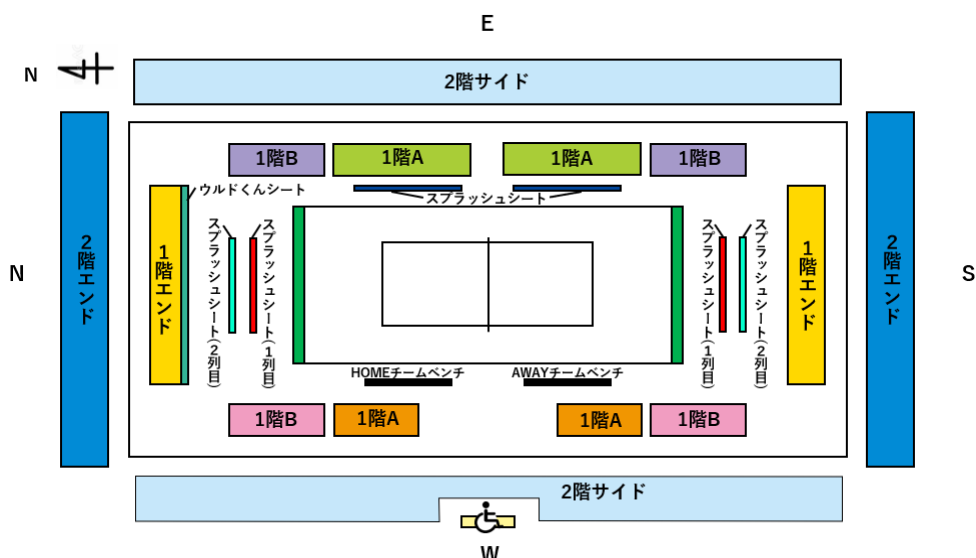 E
N
2階サイド
1階B
1階A
1階A
1階B
ウルドくんシート
スプラッシュシート
2階エンド
1階エンド
スプラッシュシート(2列目)
スプラッシュシート(1列目)
スプラッシュシート(1列目)
スプラッシュシート(2列目)
1階エンド
2階エンド
N
S
HOMEチームベンチ
AWAYチームベンチ
1階B
1階A
1階A
1階B
2階サイド
W